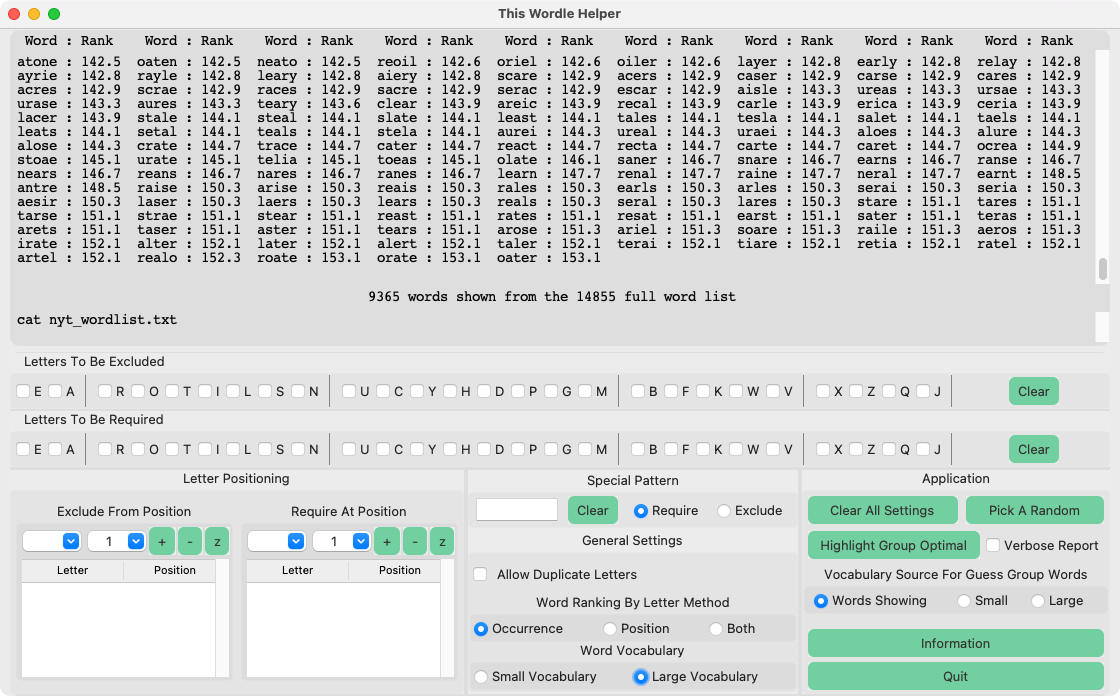 This Wordle Helper
Word : Rank Word : Rank Word : Rank Word : Rank Word : Rank Word : Rank Word : Rank Word : Rank Word : Rank
atone : 142.5 oaten : 142.5 neato : 142.5 reoil : 142.6 oriel : 142.6 oiler : 142.6 layer : 142.8 early : 142.8 relay : 142.8
ayrie : 142.8 rayle : 142.8 leary : 142.8 aiery : 142.8 scare : 142.9 acers : 142.9 caser : 142.9 carse : 142.9 cares : 142.9
acres : 142.9 scrae : 142.9 races : 142.9 sacre : 142.9 serac : 142.9 escar : 142.9 aisle : 143.3 ureas : 143.3 ursae : 143.3
urase : 143.3 aures : 143.3 teary : 143.6 clear : 143.9 areic : 143.9 recal : 143.9 carle : 143.9 erica : 143.9 ceria : 143.9
lacer : 143.9 stale : 144.1 steal : 144.1 slate : 144.1 least : 144.1 tales : 144.1 tesla : 144.1 salet : 144.1 taels : 144.1
leats : 144.1 setal : 144.1 teals : 144.1 stela : 144.1 aurei : 144.3 ureal : 144.3 uraei : 144.3 aloes : 144.3 alure : 144.3
alose : 144.3 crate : 144.7 trace : 144.7 cater : 144.7 react : 144.7 recta : 144.7 carte : 144.7 caret : 144.7 ocrea : 144.9
stoae : 145.1 urate : 145.1 telia : 145.1 toeas : 145.1 olate : 146.1 saner : 146.7 snare : 146.7 earns : 146.7 ranse : 146.7
nears : 146.7 reans : 146.7 nares : 146.7 ranes : 146.7 learn : 147.7 renal : 147.7 raine : 147.7 neral : 147.7 earnt : 148.5
antre : 148.5 raise : 150.3 arise : 150.3 reais : 150.3 rales : 150.3 earls : 150.3 arles : 150.3 serai : 150.3 seria : 150.3
aesir : 150.3 laser : 150.3 laers : 150.3 lears : 150.3 reals : 150.3 seral : 150.3 lares : 150.3 stare : 151.1 tares : 151.1
tarse : 151.1 strae : 151.1 stear : 151.1 reast : 151.1 rates : 151.1 resat : 151.1 earst : 151.1 sater : 151.1 teras : 151.1
arets : 151.1 taser : 151.1 aster : 151.1 tears : 151.1 arose : 151.3 ariel : 151.3 soare : 151.3 raile : 151.3 aeros : 151.3
irate : 152.1 alter : 152.1 later : 152.1 alert : 152.1 taler : 152.1 terai : 152.1 tiare : 152.1 retia : 152.1 ratel : 152.1
artel : 152.1 realo : 152.3 roate : 153.1 orate : 153.1 oater : 153.1
9365 words shown from the 14855 full word list
cat nyt_wordlist.txt
Letters To Be Excluded
E A R O T I L S N U C Y H D P G M B F K W V X Z Q J Clear
Letters To Be Required
E A R O T I L S N U C Y H D P G M B F K W V X Z Q J Clear
Letter Positioning
Exclude From Position Require At Position
1 + - z 1 + - z
Letter Position Letter Position
Special Pattern
Clear Require Exclude
General Settings
Allow Duplicate Letters
Word Ranking By Letter Method
Occurrence Position Both
Word Vocabulary
Small Vocabulary Large Vocabulary
Application
Clear All Settings Pick A Random
Highlight Group Optimal Verbose Report
Vocabulary Source For Guess Group Words
Words Showing Small Large
Information
Quit